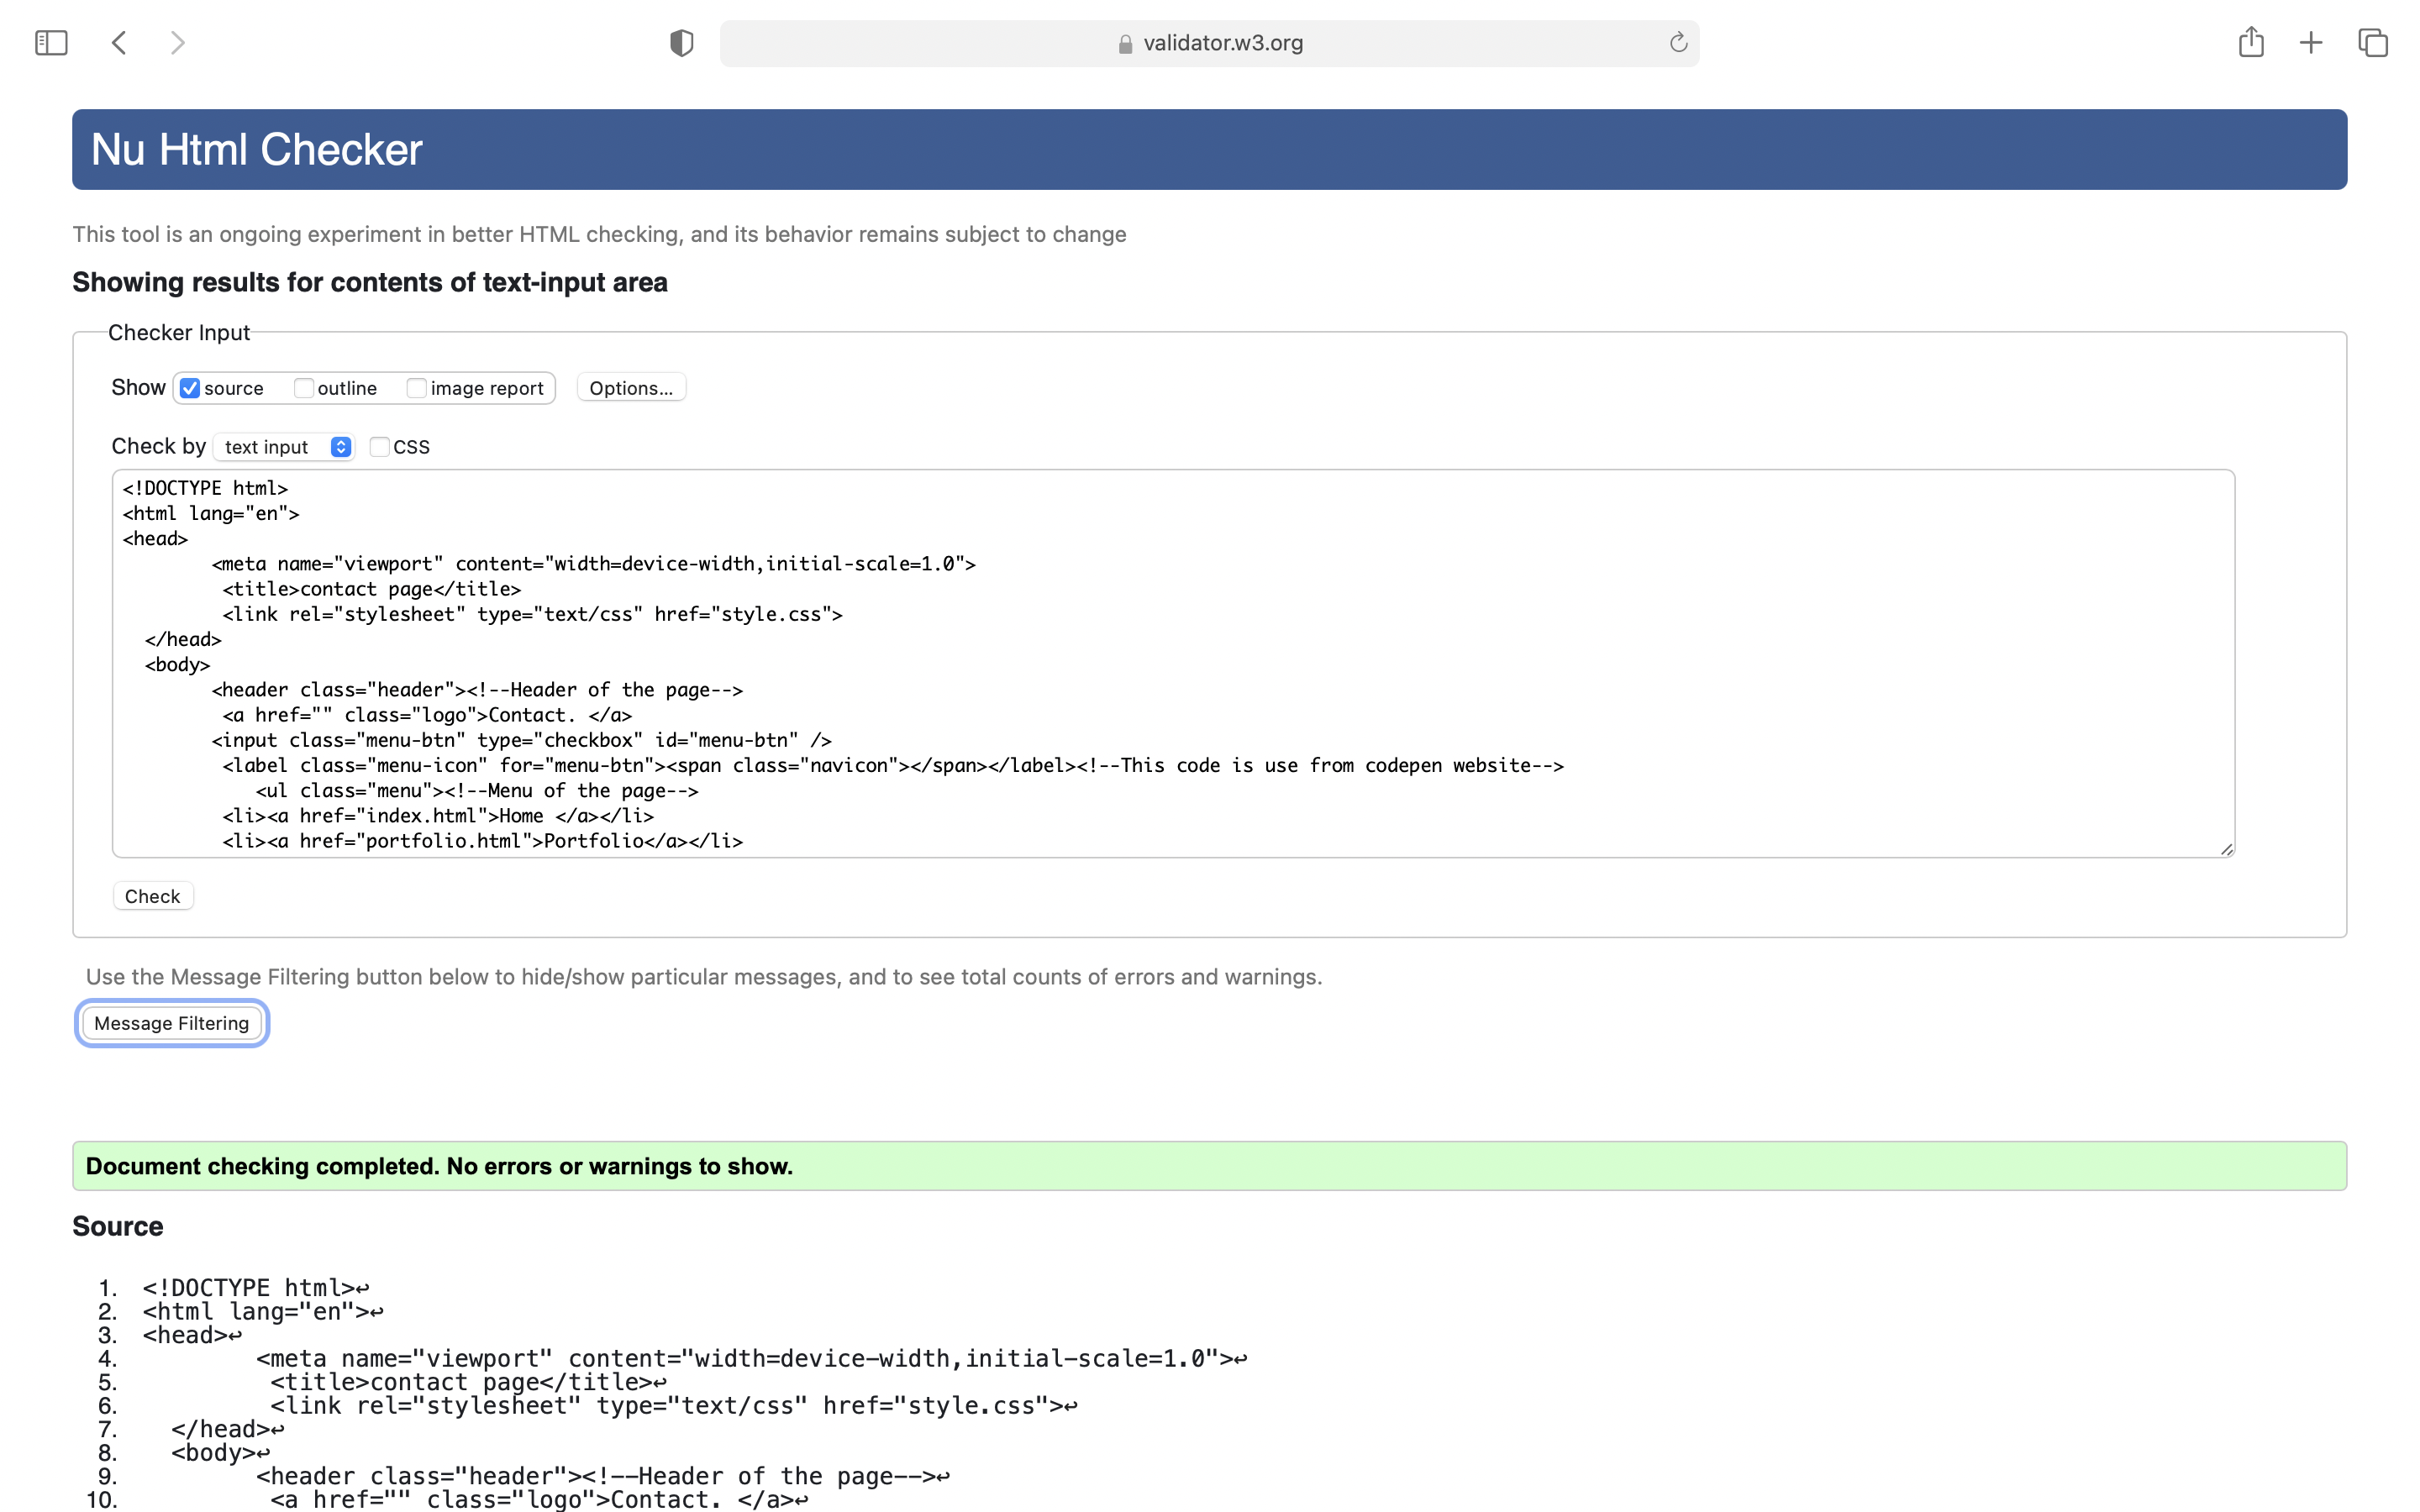 validator.w3.org
Nu Html Checker
This tool is an ongoing experiment in better HTML checking, and its behavior remains subject to change
Showing results for contents of text-input area
Checker Input
Show source outline image report Options...
Check by text input CSS
<!DOCTYPE html>
<html lang="en">
<head>
<meta name="viewport" content="width=device-width,initial-scale=1.0">
<title>contact page</title>
<link rel="stylesheet" type="text/css" href="style.css">
</head>
<body>
<header class="header"><!--Header of the page-->
<a href="" class="logo">Contact. </a>
<input class="menu-btn" type="checkbox" id="menu-btn" />
<label class="menu-icon" for="menu-btn"><span class="navicon"></span></label><!--This code is use from codepen website-->
<ul class="menu"><!--Menu of the page-->
<li><a href="index.html">Home </a></li>
<li><a href="portfolio.html">Portfolio</a></li>
Check
Use the Message Filtering button below to hide/show particular messages, and to see total counts of errors and warnings.
Message Filtering
Document checking completed. No errors or warnings to show.
Source
1. <!DOCTYPE html>↩
2. <html lang="en">↩
3. <head>↩
4. <meta name="viewport" content="width=device-width,initial-scale=1.0">↩
5. <title>contact page</title>↩
6. <link rel="stylesheet" type="text/css" href="style.css">↩
7. </head>↩
8. <body>↩
9. <header class="header"><!--Header of the page-->↩
10. <a href="" class="logo">Contact. </a>↩